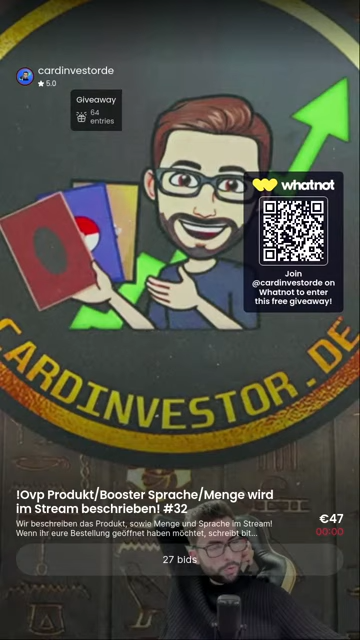 cardinvestorde
5.0
Giveaway
64
entries
whatnot
Join
@cardinvestorde on
Whatnot to enter
this free giveaway!
CARDINVESTOR.DE
!Ovp Produkt/Booster Sprache/Menge wird
im Stream beschrieben! #32
€47
Wir beschreiben das Produkt, sowie Menge und Sprache im Stream!
00:00
Wenn ihr eure Bestellung geöffnet haben möchtet, schreibt bit...
27 bids